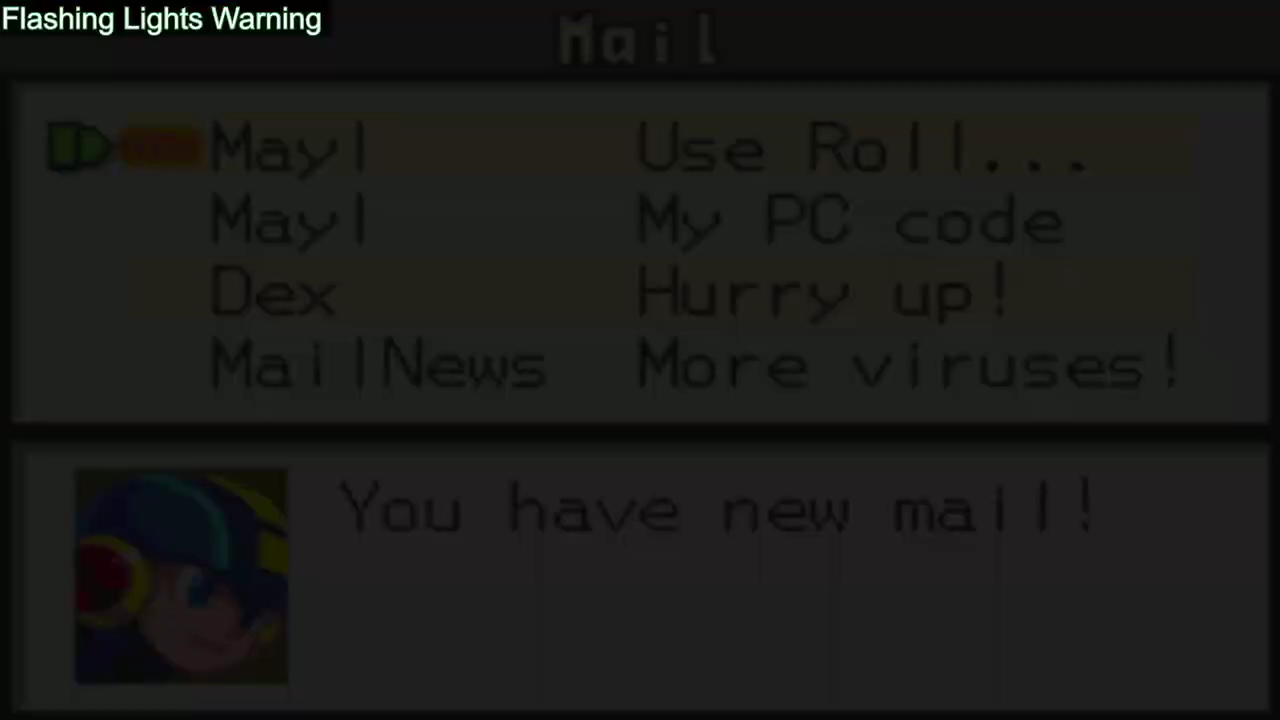 Flashing Lights Warning
Mail
Mayl Use Roll...
Mayl My PC code
Dex Hurry up!
MailNews More viruses!
You have new mail!